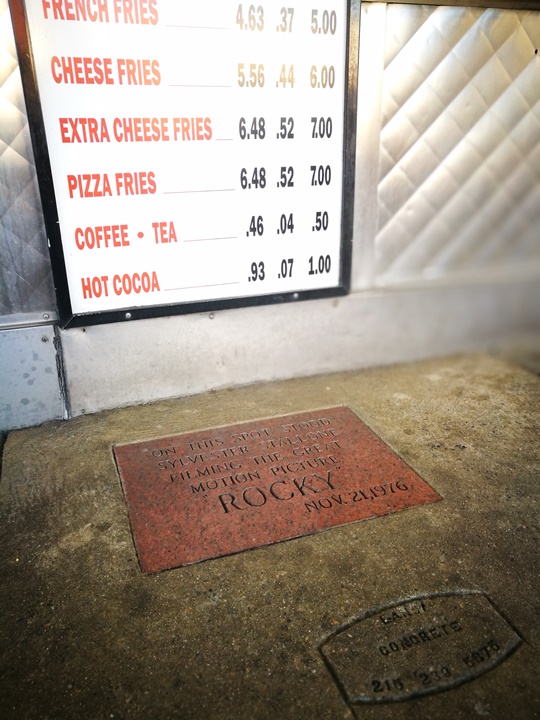 FRENCH FRIES 4.63 .37 5.00
CHEESE FRIES 5.56 .44 6.00
EXTRA CHEESE FRIES 6.48 .52 7.00
PIZZA FRIES 6.48 .52 7.00
COFFEE • TEA .46 .04 .50
HOT COCOA .93 .07 1.00
ON THIS SPOT STOOD
SYLVESTER STALLONE
FILMING THE GREAT
MOTION PICTURE
"ROCKY"
NOV. 21, 1976
CONCRETE
215